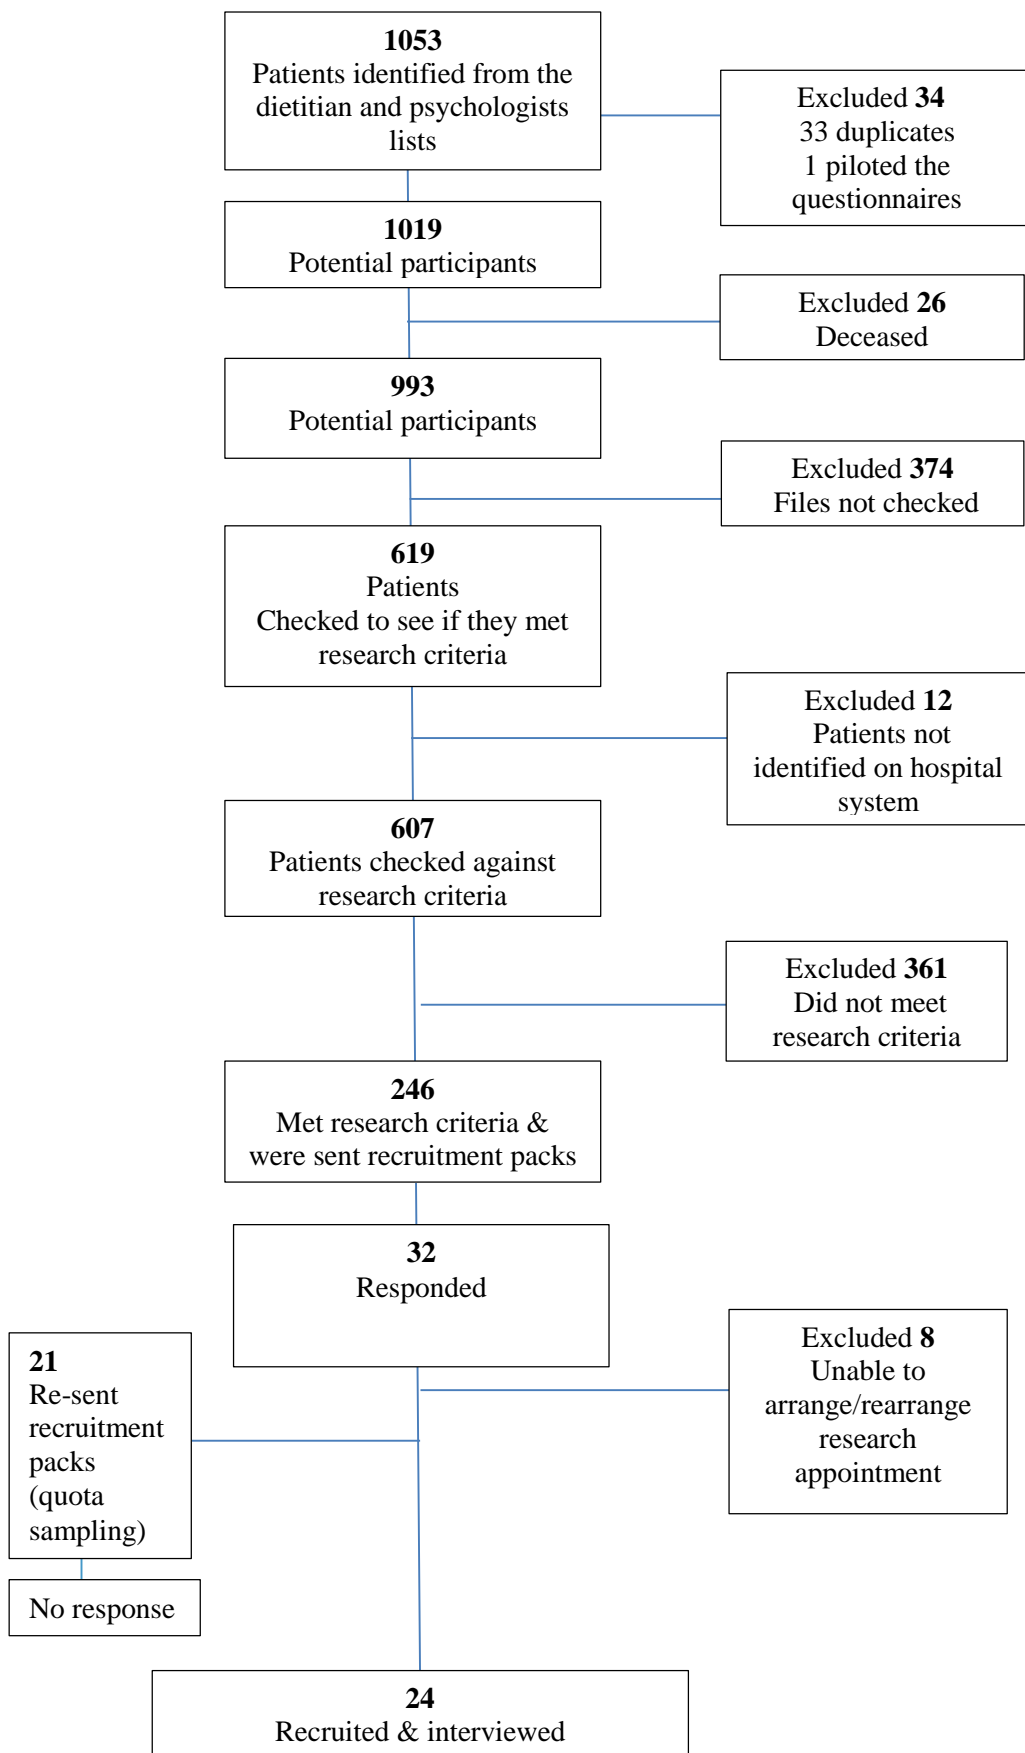 1053
Patients identified from the
dietitian and psychologists
lists
Excluded 34
33 duplicates
1 piloted the
questionnaires
1019
Potential participants
Excluded 26
Deceased
993
Potential participants
Excluded 374
Files not checked
619
Patients
Checked to see if they met
research criteria
Excluded 12
Patients not
identified on hospital
system
607
Patients checked against
research criteria
Excluded 361
Did not meet
research criteria
246
Met research criteria &
were sent recruitment packs
32
Responded
Excluded 8
Unable to
arrange/rearrange
research
appointment
21
Re-sent
recruitment
packs
(quota
sampling)
No response
24
Recruited & interviewed